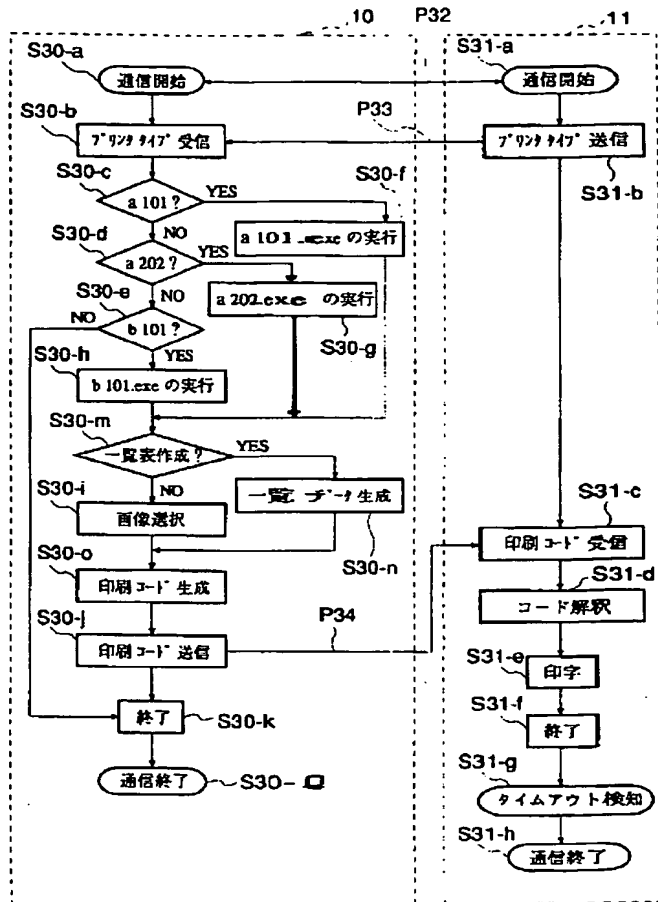 10
P32
11
S30-a
通信開始
S31-a
通信開始
S30-b
プリンタタイプ 受信
P33
プリンタタイプ 送信
S31-b
S30-c
a 101 ?
YES
S30-f
a 101 .exe の実行
NO
S30-d
a 202 ?
YES
a 202.exe の実行
S30-g
NO
S30-e
NO
b 101 ?
YES
S30-h
b 101.exe の実行
S30-m
一覧表作成 ?
YES
一覧 データ 生成
S30-n
NO
S30-i
画像選択
S30-o
印刷 コード 生成
S30-j
印刷 コード 送信
P34
S31-c
印刷 コード 受信
S31-d
コード 解釈
S31-e
印字
S31-f
終了
終了
S30-k
S31-g
タイムアウト検知
通信終了
S31-h
通信終了